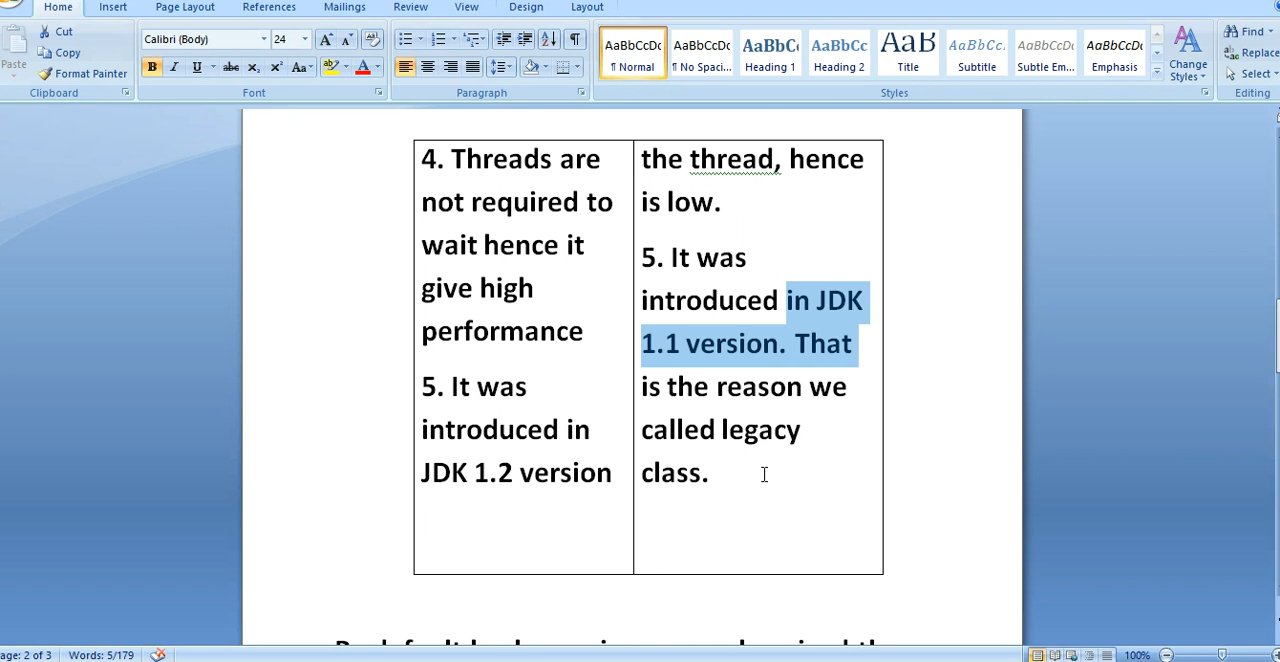 Home Insert Page Layout References Mailings Review View Design Layout
Cut
Copy
Paste
Format Painter
Clipboard
Calibri (Body) 24
Font
Paragraph
AaBbCcDc AaBbCcDc AaBbCc AaBbCc AaB AaBbCc. AaBbCcDc AaBbCcDc
¶ Normal ¶ No Spaci... Heading 1 Heading 2 Title Subtitle Subtle Em... Emphasis
Change
Styles
Styles
Find
Replace
Select
Editing
4. Threads are
not required to
wait hence it
give high
performance
5. It was
introduced in
JDK 1.2 version
the thread, hence
is low.
5. It was
introduced in JDK
1.1 version. That
is the reason we
called legacy
class.
age: 2 of 3 Words: 5/179 100%